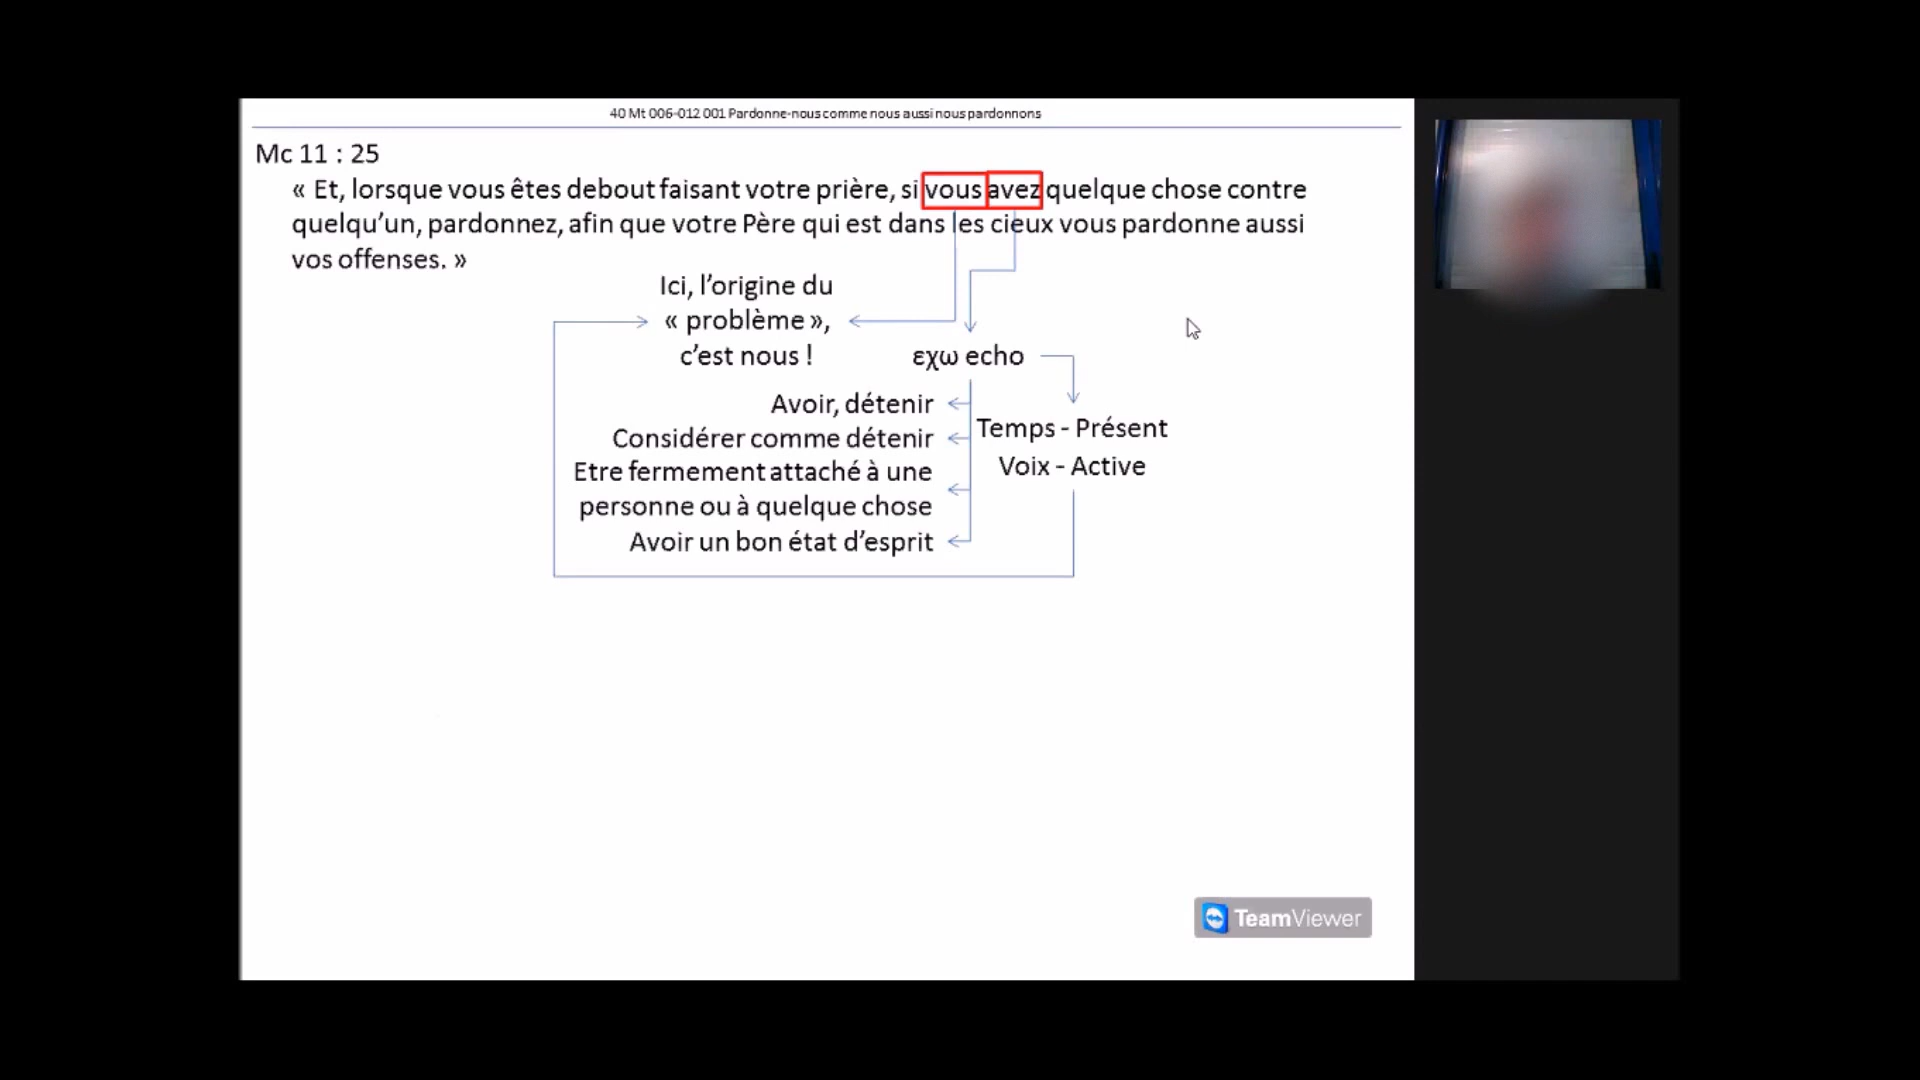 40 Mt 006-012 001 Pardonne-nous comme nous aussi nous pardonnons
Mc 11 : 25
« Et, lorsque vous êtes debout faisant votre prière, si vous avez quelque chose contre
quelqu’un, pardonnez, afin que votre Père qui est dans les cieux vous pardonne aussi
vos offenses. »
Ici, l’origine du
« problème »,
c’est nous !
εχω echo
Avoir, détenir
Considérer comme détenir
Etre fermement attaché à une
personne ou à quelque chose
Avoir un bon état d’esprit
Temps - Présent
Voix - Active
TeamViewer